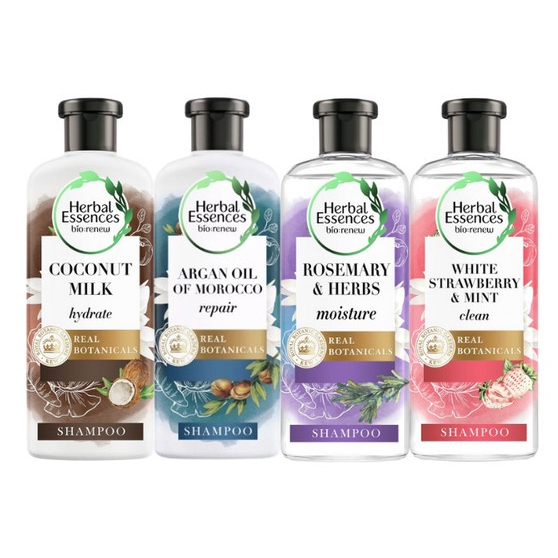 Herbal
Essences
bio:renew
COCONUT
MILK
hydrate
REAL
BOTANICALS
SHAMPOO
Herbal
Essences
bio:renew
ARGAN OIL
OF MOROCCO
repair
REAL
BOTANICALS
SHAMPOO
Herbal
Essences
bio:renew
ROSEMARY
& HERBS
moisture
REAL
BOTANICALS
SHAMPOO
Herbal
Essences
bio:renew
WHITE
STRAWBERRY
& MINT
clean
REAL
BOTANICALS
SHAMPOO